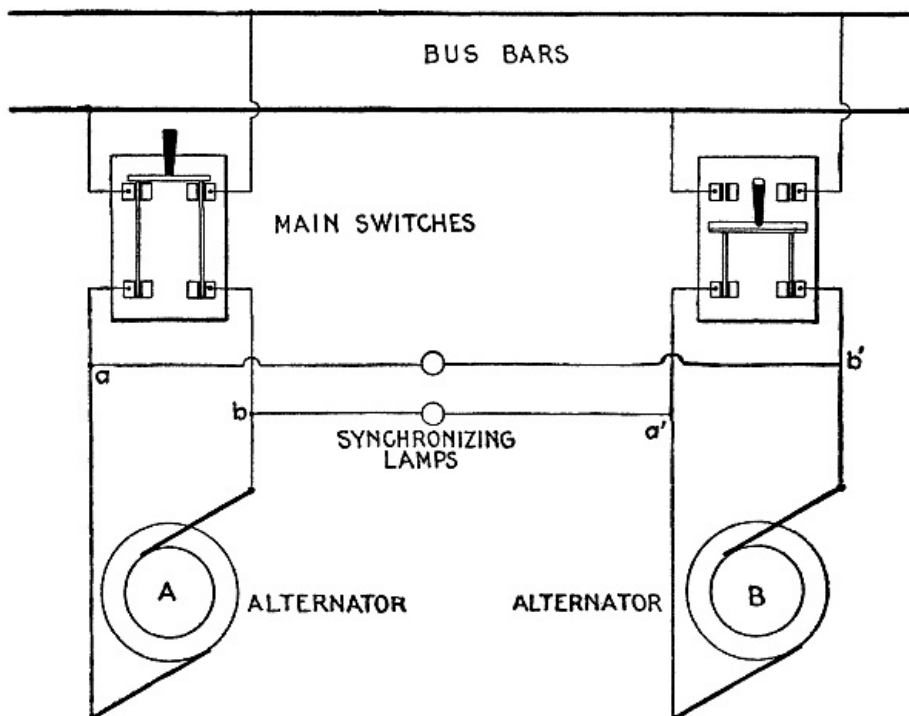 BUS BARS
MAIN SWITCHES
a
b'
b
a'
SYNCHRONIZING
LAMPS
A
ALTERNATOR
ALTERNATOR
B